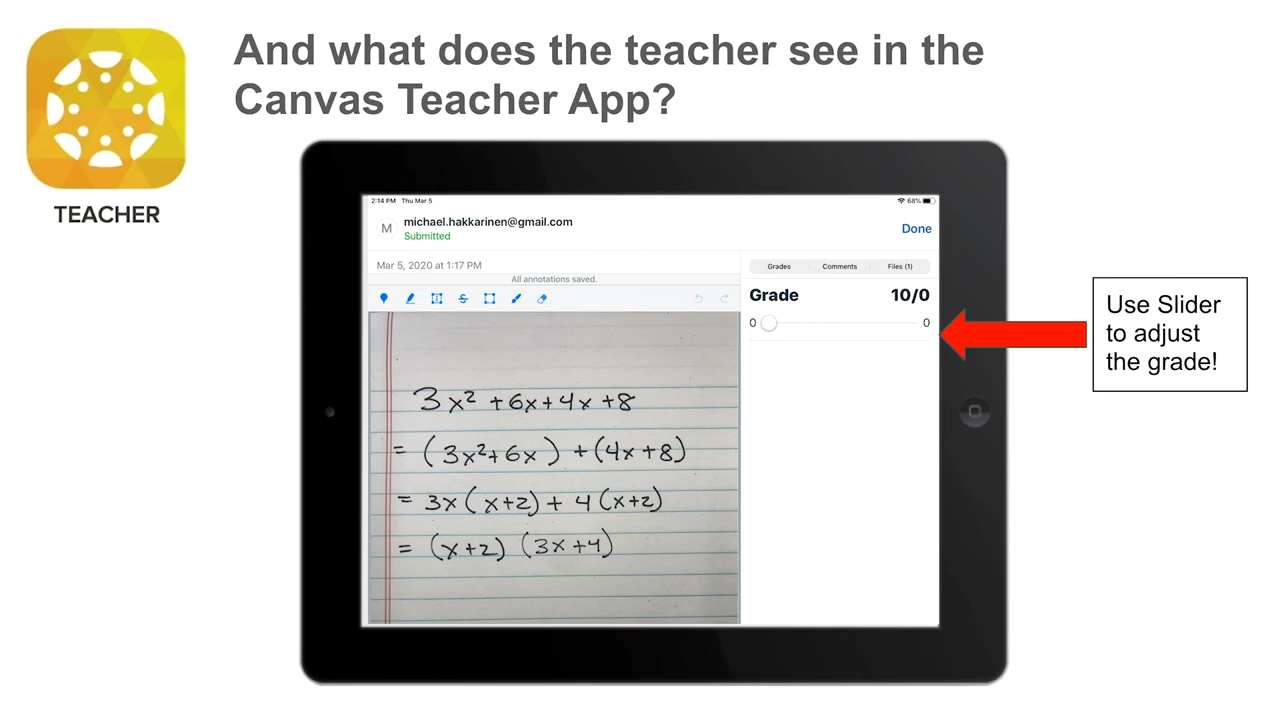 And what does the teacher see in the
Canvas Teacher App?
TEACHER
2:14 PM Thu Mar 5
68%
M
michael.hakkarinen@gmail.com
Submitted
Done
Mar 5, 2020 at 1:17 PM
All annotations saved.
Grades Comments Files (1)
Grade 10/0
0 0
3x² + 6x + 4x + 8
= (3x² + 6x) + (4x + 8)
= 3x (x + 2) + 4 (x + 2)
= (x + 2) (3x + 4)
Use Slider
to adjust
the grade!